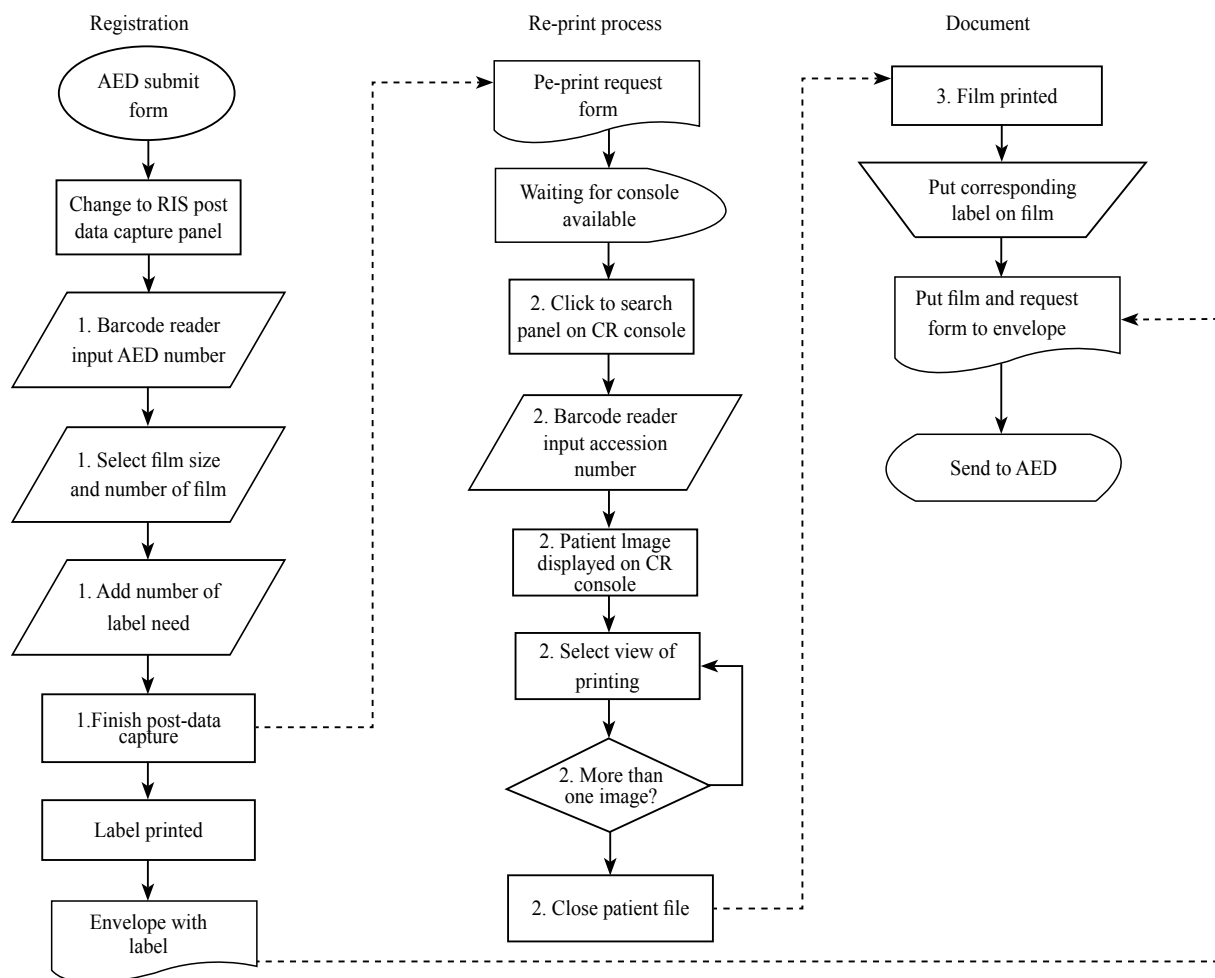 Registration
AED submit
form
Change to RIS post
data capture panel
1. Barcode reader
input AED number
1. Select film size
and number of film
1. Add number of
label need
1.Finish post-data
capture
Label printed
Envelope with
label
Re-print process
Pe-print request
form
Waiting for console
available
2. Click to search
panel on CR console
2. Barcode reader
input accession
number
2. Patient Image
displayed on CR
console
2. Select view of
printing
2. More than
one image?
2. Close patient file
Document
3. Film printed
Put corresponding
label on film
Put film and request
form to envelope
Send to AED